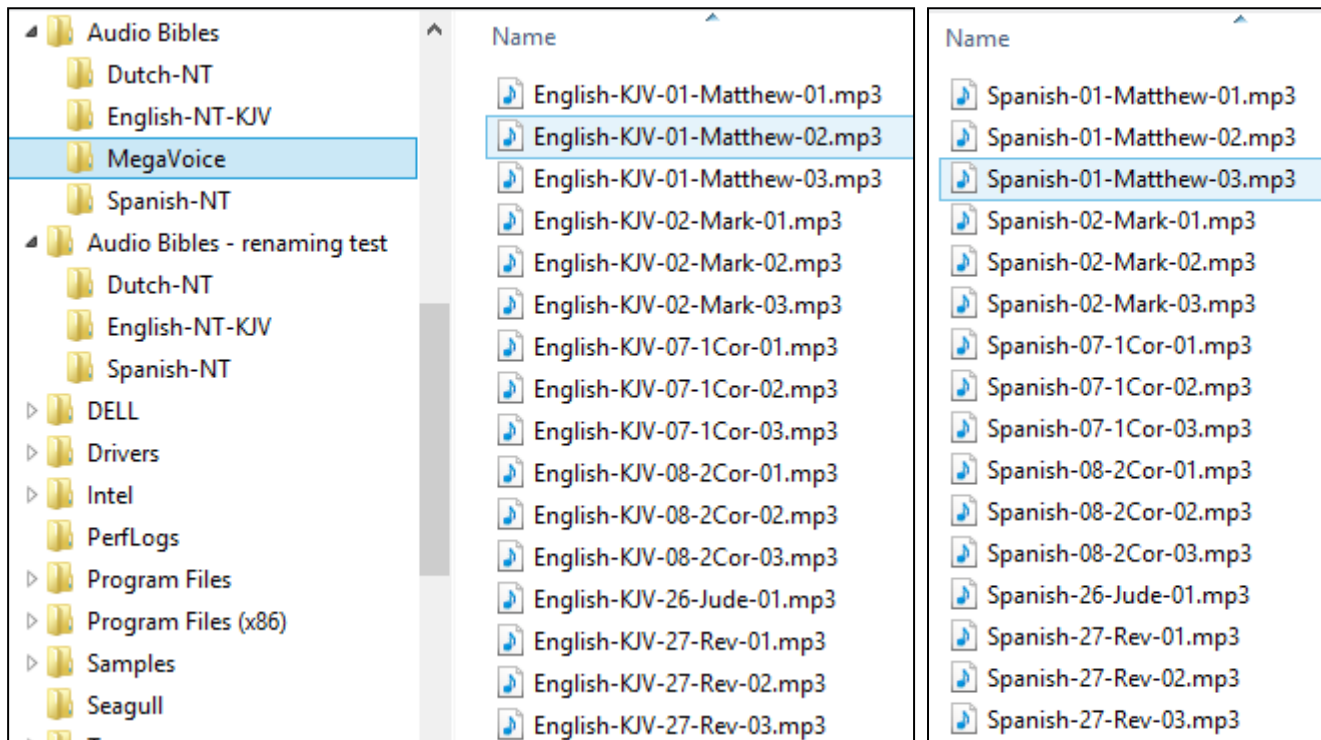 Audio Bibles
Dutch-NT
English-NT-KJV
MegaVoice
Spanish-NT
Audio Bibles - renaming test
Dutch-NT
English-NT-KJV
Spanish-NT
DELL
Drivers
Intel
PerfLogs
Program Files
Program Files (x86)
Samples
Seagull
Name
English-KJV-01-Matthew-01.mp3
English-KJV-01-Matthew-02.mp3
English-KJV-01-Matthew-03.mp3
English-KJV-02-Mark-01.mp3
English-KJV-02-Mark-02.mp3
English-KJV-02-Mark-03.mp3
English-KJV-07-1Cor-01.mp3
English-KJV-07-1Cor-02.mp3
English-KJV-07-1Cor-03.mp3
English-KJV-08-2Cor-01.mp3
English-KJV-08-2Cor-02.mp3
English-KJV-08-2Cor-03.mp3
English-KJV-26-Jude-01.mp3
English-KJV-27-Rev-01.mp3
English-KJV-27-Rev-02.mp3
English-KJV-27-Rev-03.mp3
Name
Spanish-01-Matthew-01.mp3
Spanish-01-Matthew-02.mp3
Spanish-01-Matthew-03.mp3
Spanish-02-Mark-01.mp3
Spanish-02-Mark-02.mp3
Spanish-02-Mark-03.mp3
Spanish-07-1Cor-01.mp3
Spanish-07-1Cor-02.mp3
Spanish-07-1Cor-03.mp3
Spanish-08-2Cor-01.mp3
Spanish-08-2Cor-02.mp3
Spanish-08-2Cor-03.mp3
Spanish-26-Jude-01.mp3
Spanish-27-Rev-01.mp3
Spanish-27-Rev-02.mp3
Spanish-27-Rev-03.mp3